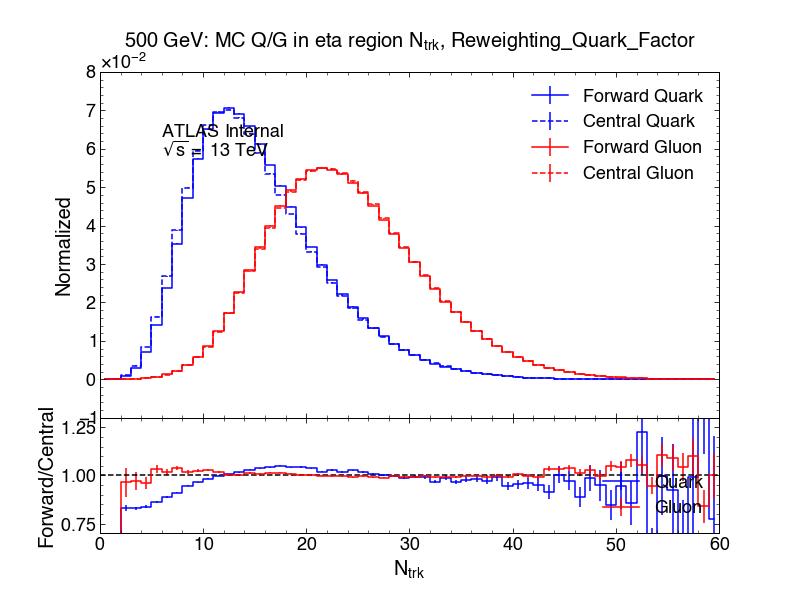 500 GeV: MC Q/G in eta region Ntrk, Reweighting_Quark_Factor
×10−2
8
7
6
5
4
3
2
1
0
−1
Normalized
ATLAS Internal
√s = 13 TeV
Forward Quark
Central Quark
Forward Gluon
Central Gluon
1.25
1.00
0.75
Forward/Central
Quark
Gluon
0 10 20 30 40 50 60
Ntrk